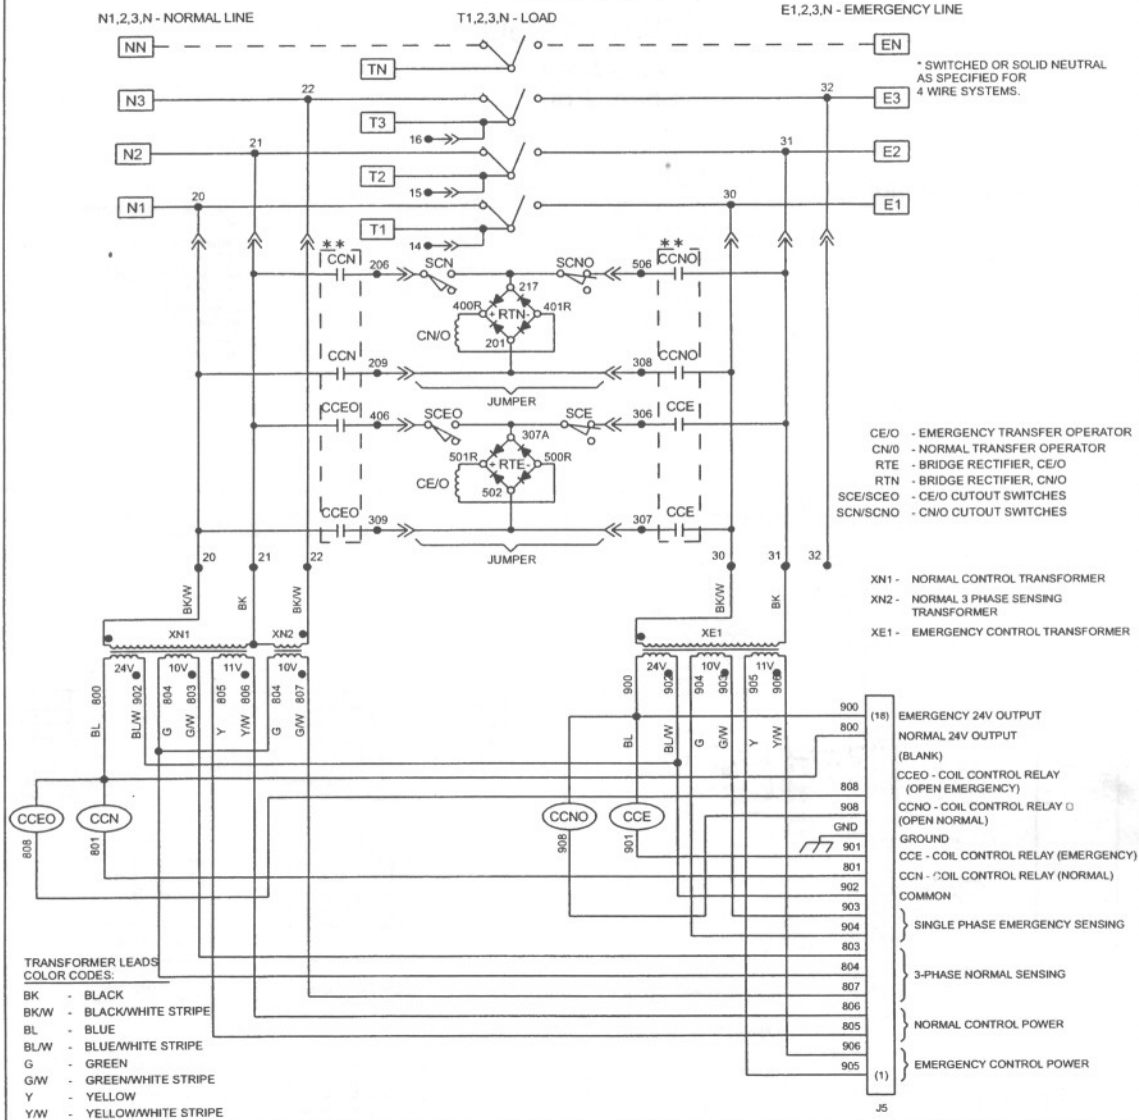 N1,2,3,N - NORMAL LINE
T1,2,3,N - LOAD
E1,2,3,N - EMERGENCY LINE
NN
EN
TN
* SWITCHED OR SOLID NEUTRAL
AS SPECIFIED FOR
4 WIRE SYSTEMS.
N3
22
32
E3
T3
16
N2
21
31
E2
T2
15
N1
20
30
E1
T1
14
* *
* *
CCN
206
SCN
SCNO
506
CCNO
217
400R
+ RTN -
401R
CN/O
201
CCN
209
308
CCNO
JUMPER
CCEO
406
SCEO
SCE
306
CCE
307A
501R
+ RTE -
500R
CE/O
502
CCEO
309
307
CCE
JUMPER
CE/O - EMERGENCY TRANSFER OPERATOR
CN/0 - NORMAL TRANSFER OPERATOR
RTE - BRIDGE RECTIFIER, CE/O
RTN - BRIDGE RECTIFIER, CN/O
SCE/SCEO - CE/O CUTOUT SWITCHES
SCN/SCNO - CN/O CUTOUT SWITCHES
20
21
22
30
31
32
BK/W
BK
BK/W
BK/W
BK
XN1 - NORMAL CONTROL TRANSFORMER
XN2 - NORMAL 3 PHASE SENSING
TRANSFORMER
XE1 - EMERGENCY CONTROL TRANSFORMER
XN1
XN2
XE1
24V
10V
11V
10V
24V
10V
11V
800
902
804
803
805
806
804
807
900
902
904
903
905
906
BL
BL/W
G
G/W
Y
Y/W
G
G/W
BL
BL/W
G
G/W
Y
Y/W
900
(18)
EMERGENCY 24V OUTPUT
800
NORMAL 24V OUTPUT
(BLANK)
808
CCEO - COIL CONTROL RELAY
(OPEN EMERGENCY)
908
CCNO - COIL CONTROL RELAY □
(OPEN NORMAL)
CCEO
CCN
CCNO
CCE
808
801
908
901
GND
GROUND
901
CCE - COIL CONTROL RELAY (EMERGENCY)
801
CCN - COIL CONTROL RELAY (NORMAL)
902
COMMON
903
904
SINGLE PHASE EMERGENCY SENSING
803
804
807
3-PHASE NORMAL SENSING
806
805
NORMAL CONTROL POWER
906
905
(1)
EMERGENCY CONTROL POWER
J5
TRANSFORMER LEADS
COLOR CODES:
BK - BLACK
BK/W - BLACK/WHITE STRIPE
BL - BLUE
BL/W - BLUE/WHITE STRIPE
G - GREEN
G/W - GREEN/WHITE STRIPE
Y - YELLOW
Y/W - YELLOW/WHITE STRIPE